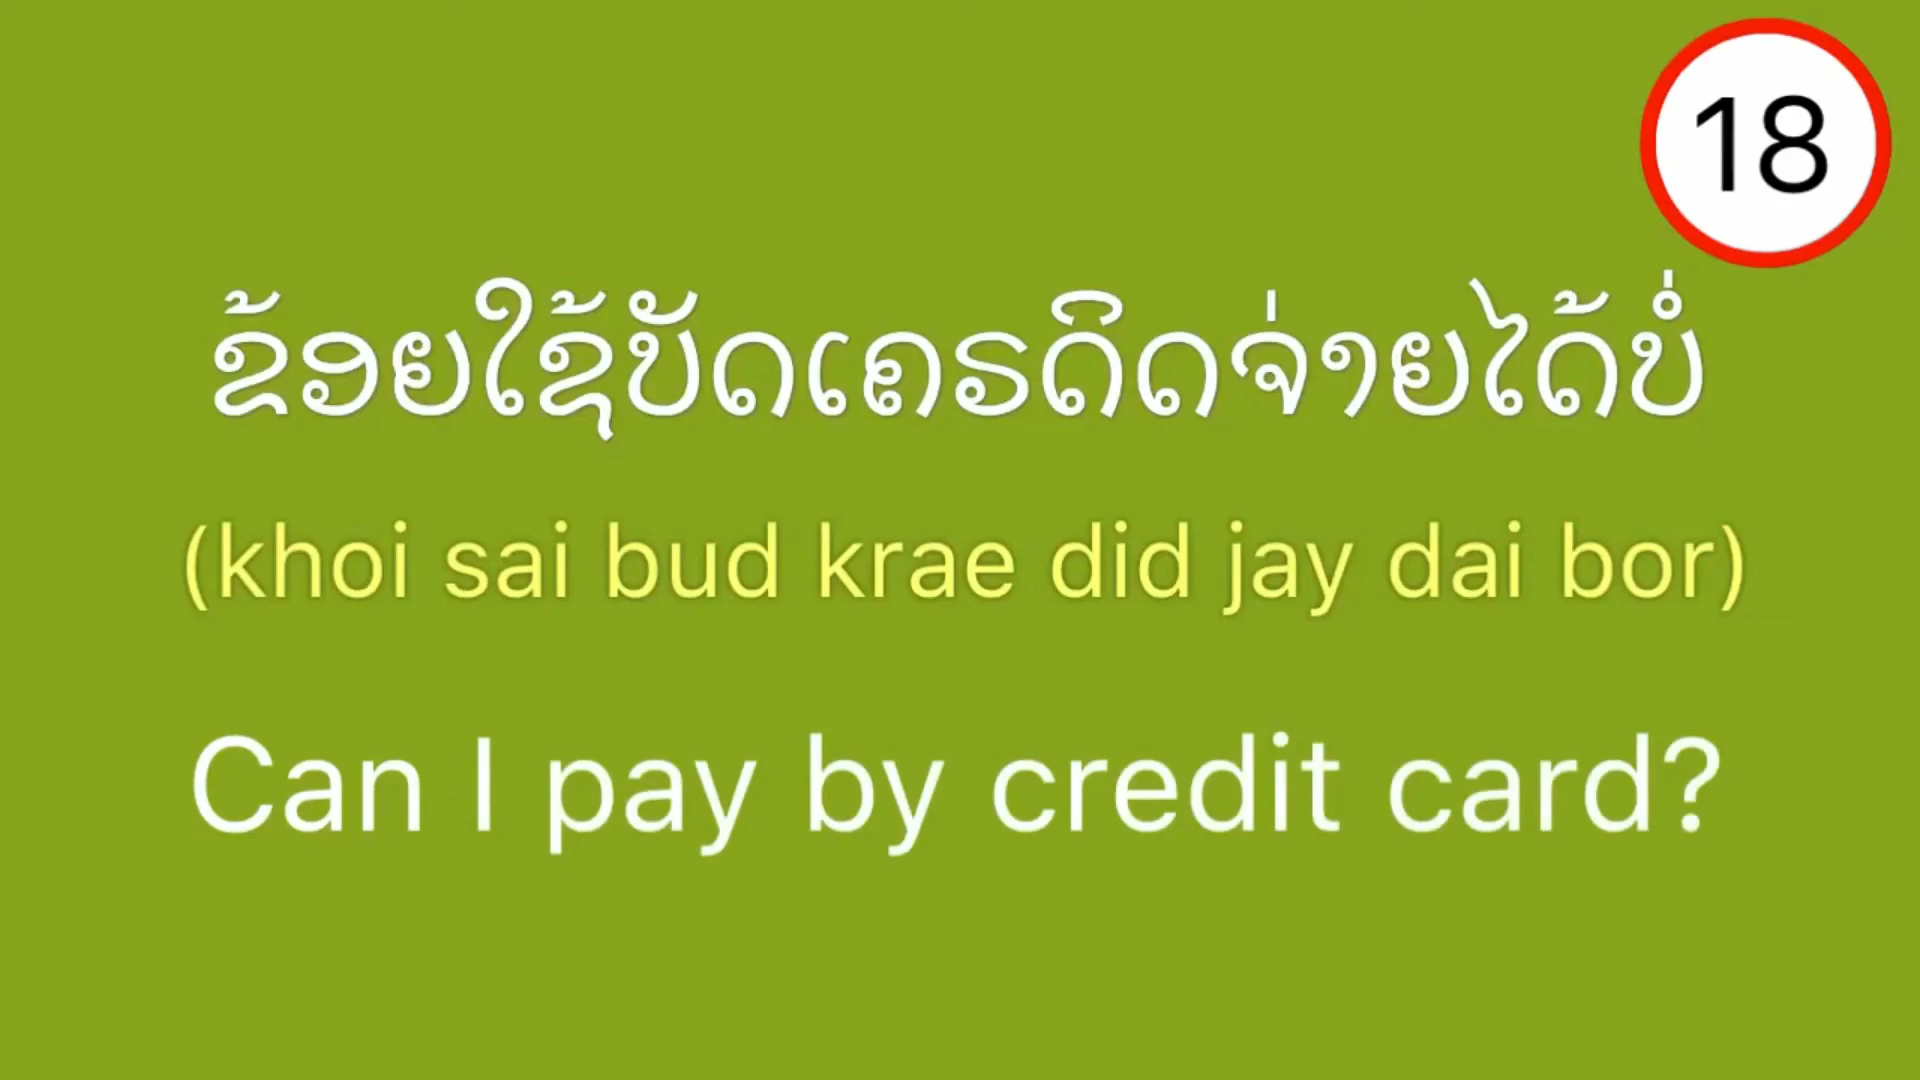 18
ຂ້ອຍໃຊ້ບັດເຄຣດິດຈ່າຍໄດ້ບໍ່
(khoi sai bud krae did jay dai bor)
Can I pay by credit card?